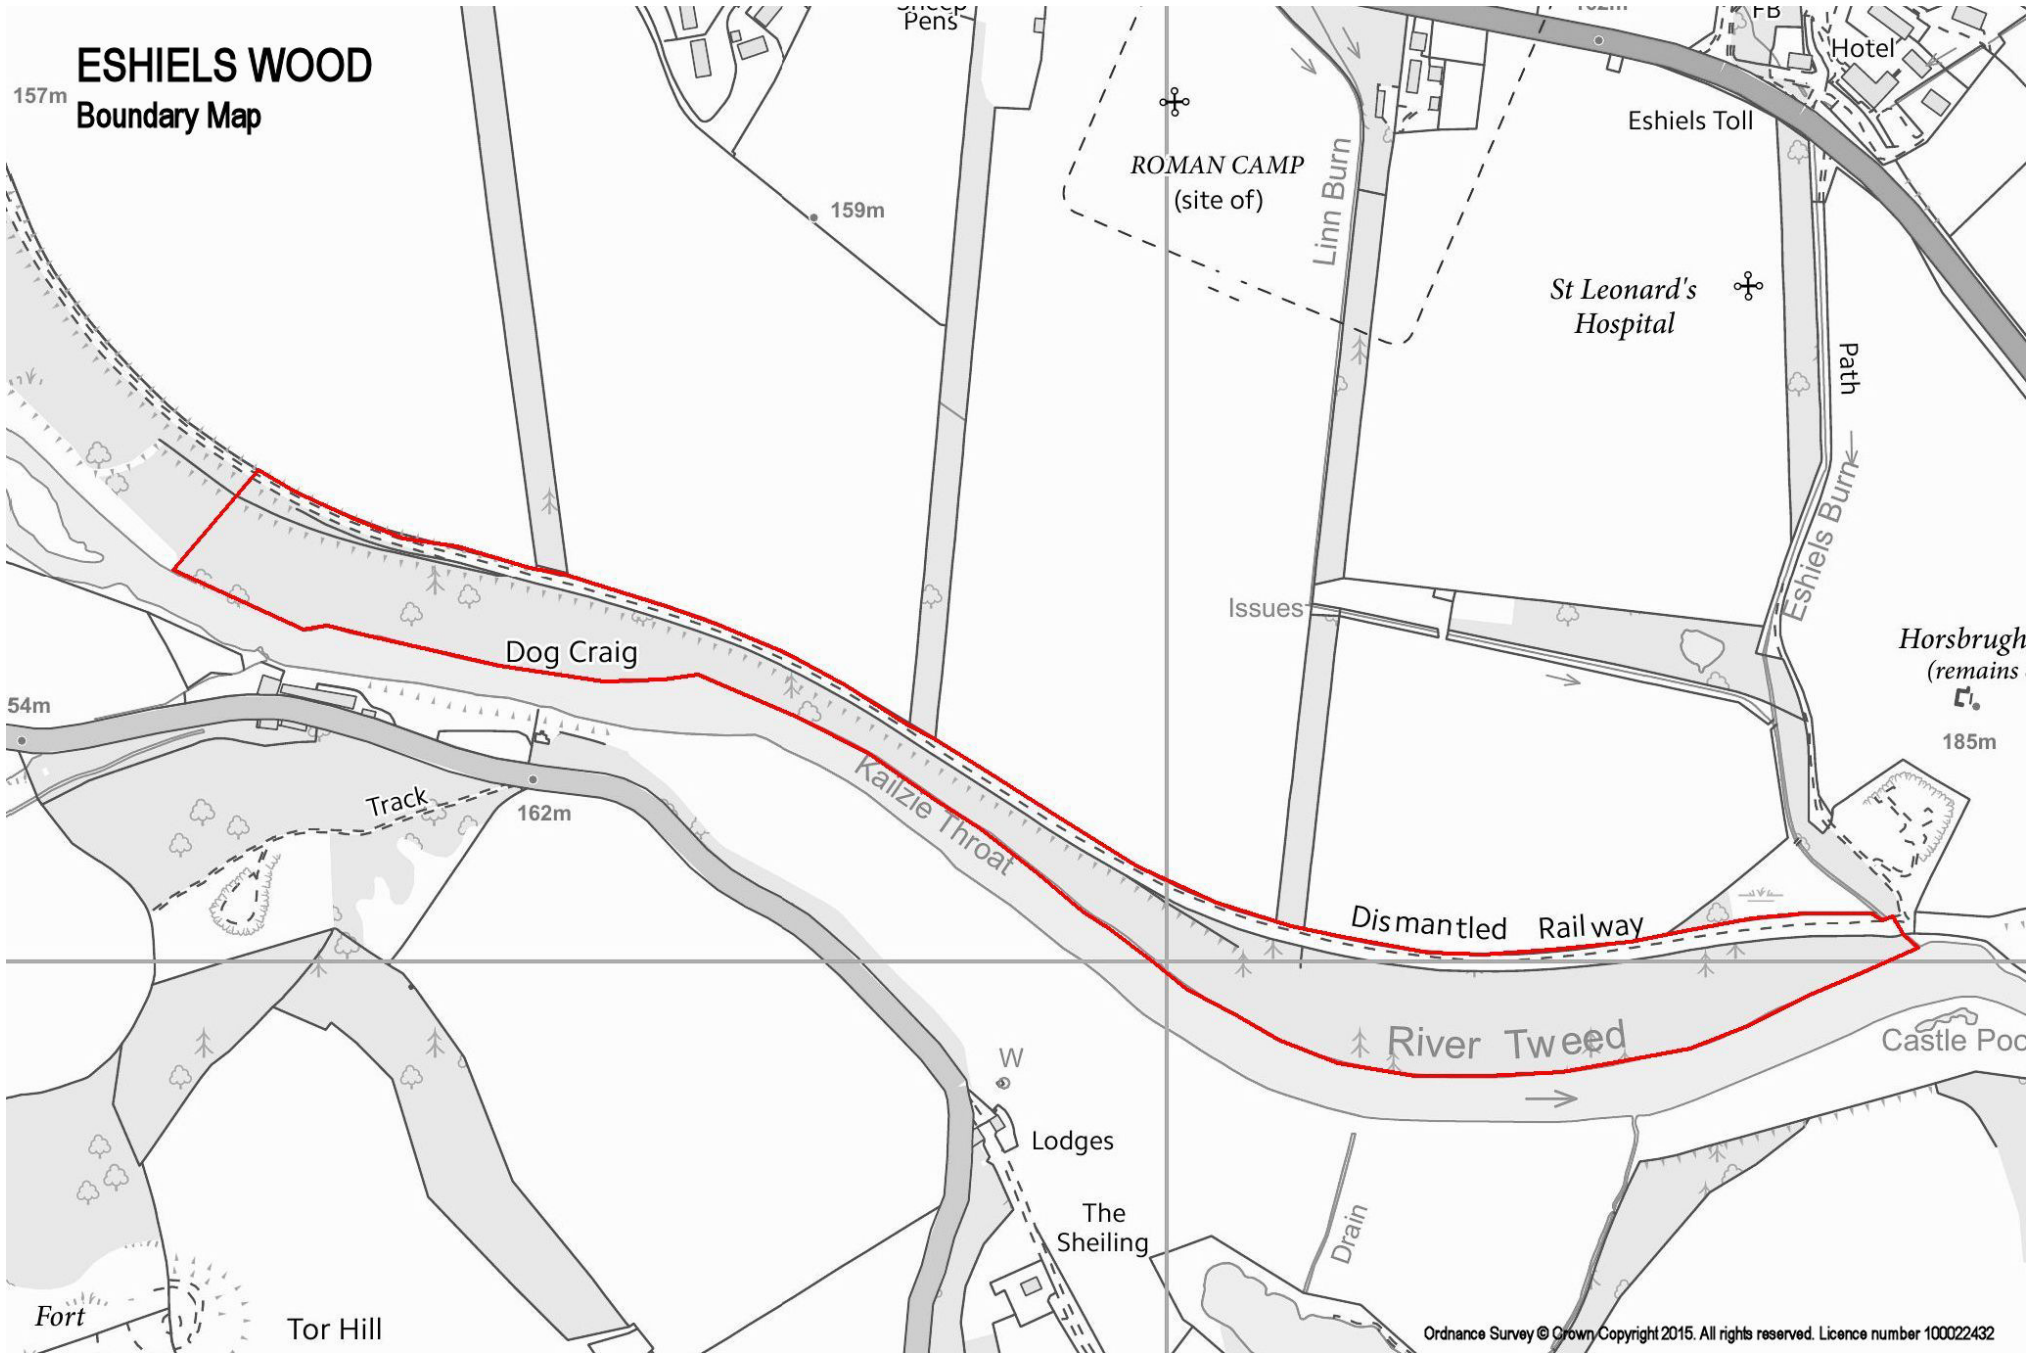 ESHIELS WOOD
Boundary Map
157m
Pens
FB
Hotel
Eshiels Toll
ROMAN CAMP
(site of)
Linn Burn
159m
St Leonard's
Hospital
Path
Eshiels Burn
Issues
Horsbrugh
(remains
185m
Dog Craig
54m
Kailzie Throat
Track
162m
Dismantled Railway
River Tweed
Castle Poo
W
Lodges
The
Sheiling
Drain
Fort
Tor Hill
Ordnance Survey © Crown Copyright 2015. All rights reserved. Licence number 100022432